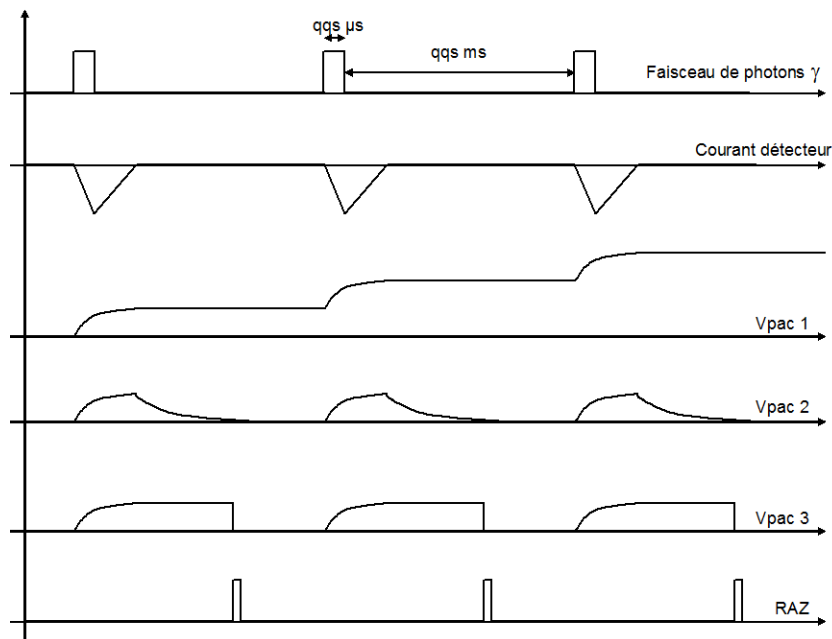 qqs µs
qqs ms
Faisceau de photons γ
Courant détecteur
Vpac 1
Vpac 2
Vpac 3
RAZ